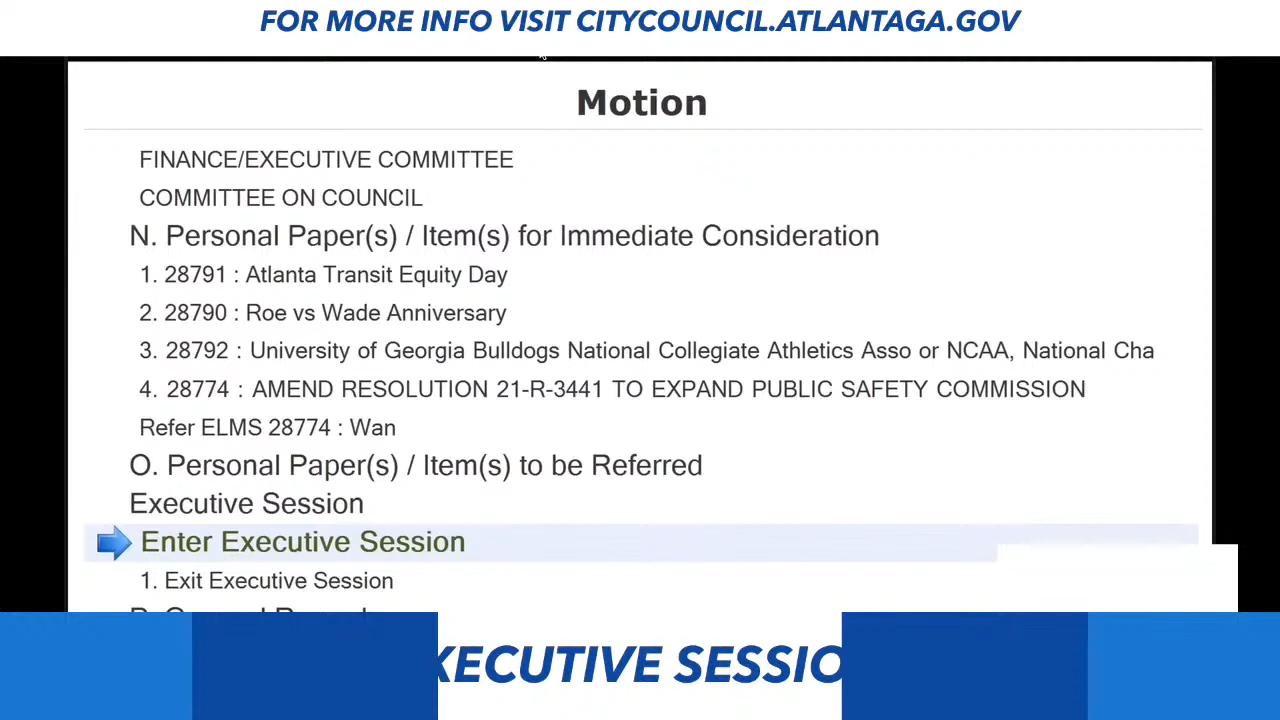 FOR MORE INFO VISIT CITYCOUNCIL.ATLANTAGA.GOV
Motion
FINANCE/EXECUTIVE COMMITTEE
COMMITTEE ON COUNCIL
N. Personal Paper(s) / Item(s) for Immediate Consideration
1. 28791 : Atlanta Transit Equity Day
2. 28790 : Roe vs Wade Anniversary
3. 28792 : University of Georgia Bulldogs National Collegiate Athletics Asso or NCAA, National Cha
4. 28774 : AMEND RESOLUTION 21-R-3441 TO EXPAND PUBLIC SAFETY COMMISSION
Refer ELMS 28774 : Wan
O. Personal Paper(s) / Item(s) to be Referred
Executive Session
Enter Executive Session
1. Exit Executive Session
XECUTIVE SESSIO